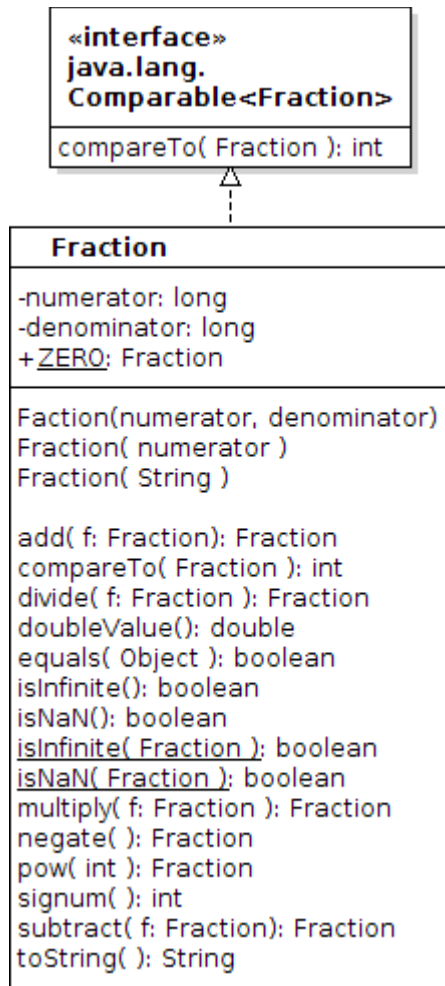 «interface»
java.lang.
Comparable<Fraction>
compareTo( Fraction ): int
Fraction
-numerator: long
-denominator: long
+ZERO: Fraction
Faction(numerator, denominator)
Fraction( numerator )
Fraction( String )
add( f: Fraction): Fraction
compareTo( Fraction ): int
divide( f: Fraction ): Fraction
doubleValue(): double
equals( Object ): boolean
isInfinite(): boolean
isNaN(): boolean
isInfinite( Fraction ): boolean
isNaN( Fraction ): boolean
multiply( f: Fraction ): Fraction
negate( ): Fraction
pow( int ): Fraction
signum( ): int
subtract( f: Fraction): Fraction
toString( ): String